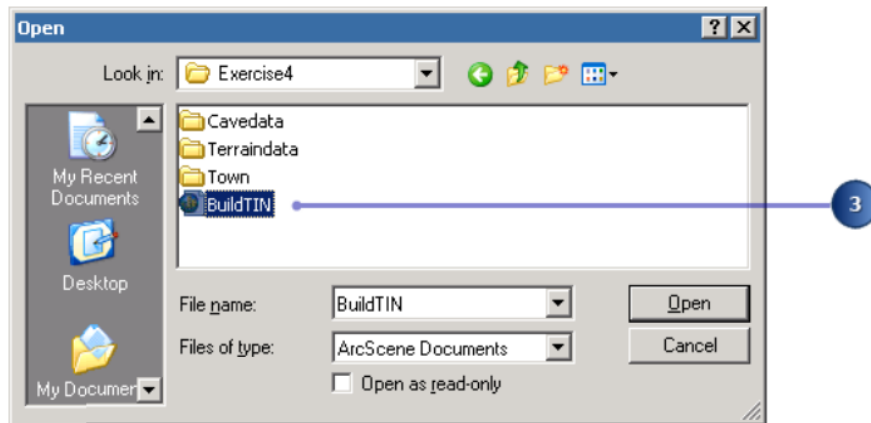 Open
Look in:
Exercise4
My Recent
Documents
Desktop
My Documen
Cavedata
Terraindata
Town
BuildTIN
3
File name:
BuildTIN
Open
Files of type:
ArcScene Documents
Cancel
Open as read-only